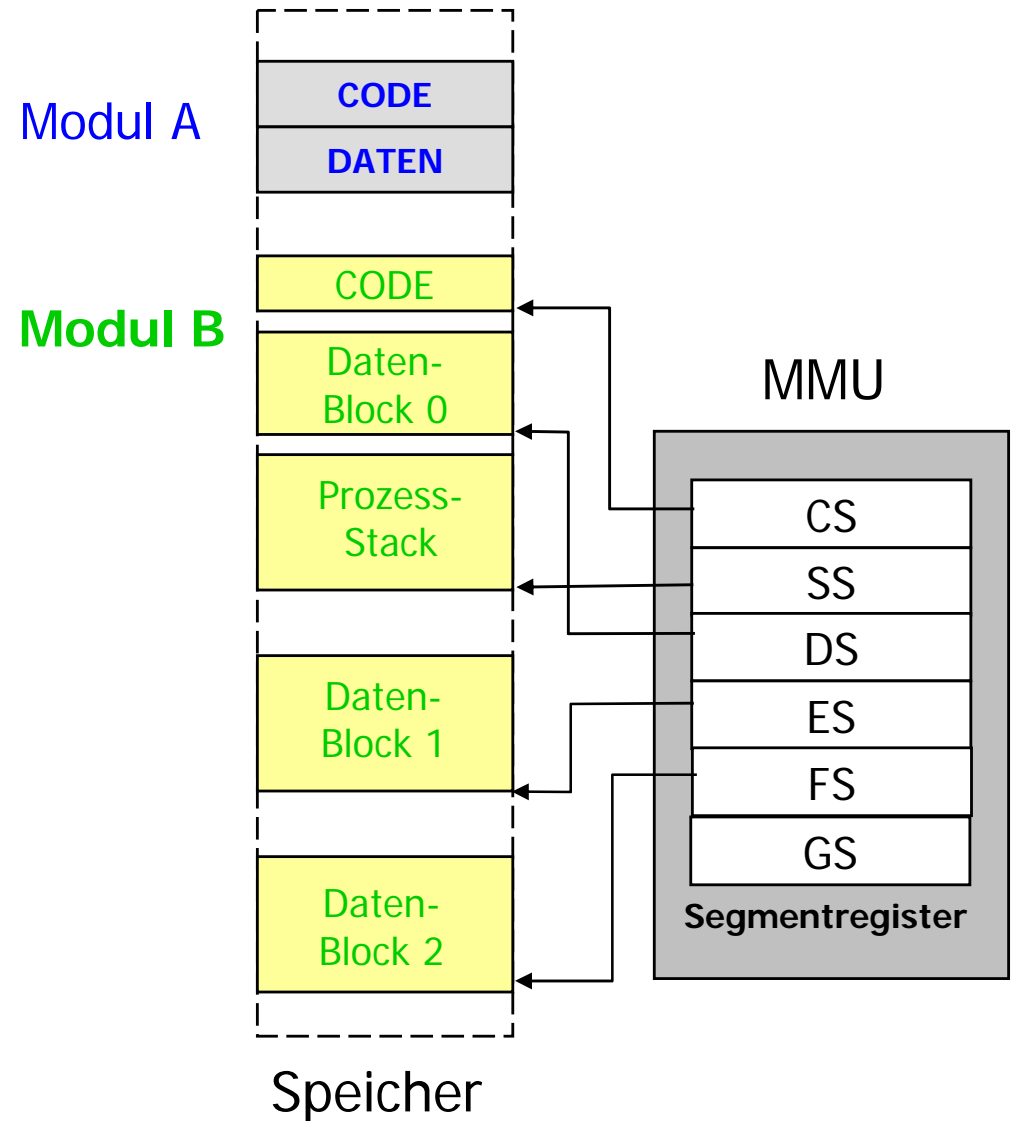 Modul A
CODE
DATEN
Modul B
CODE
Daten-
Block 0
Prozess-
Stack
Daten-
Block 1
Daten-
Block 2
Speicher
MMU
CS
SS
DS
ES
FS
GS
Segmentregister